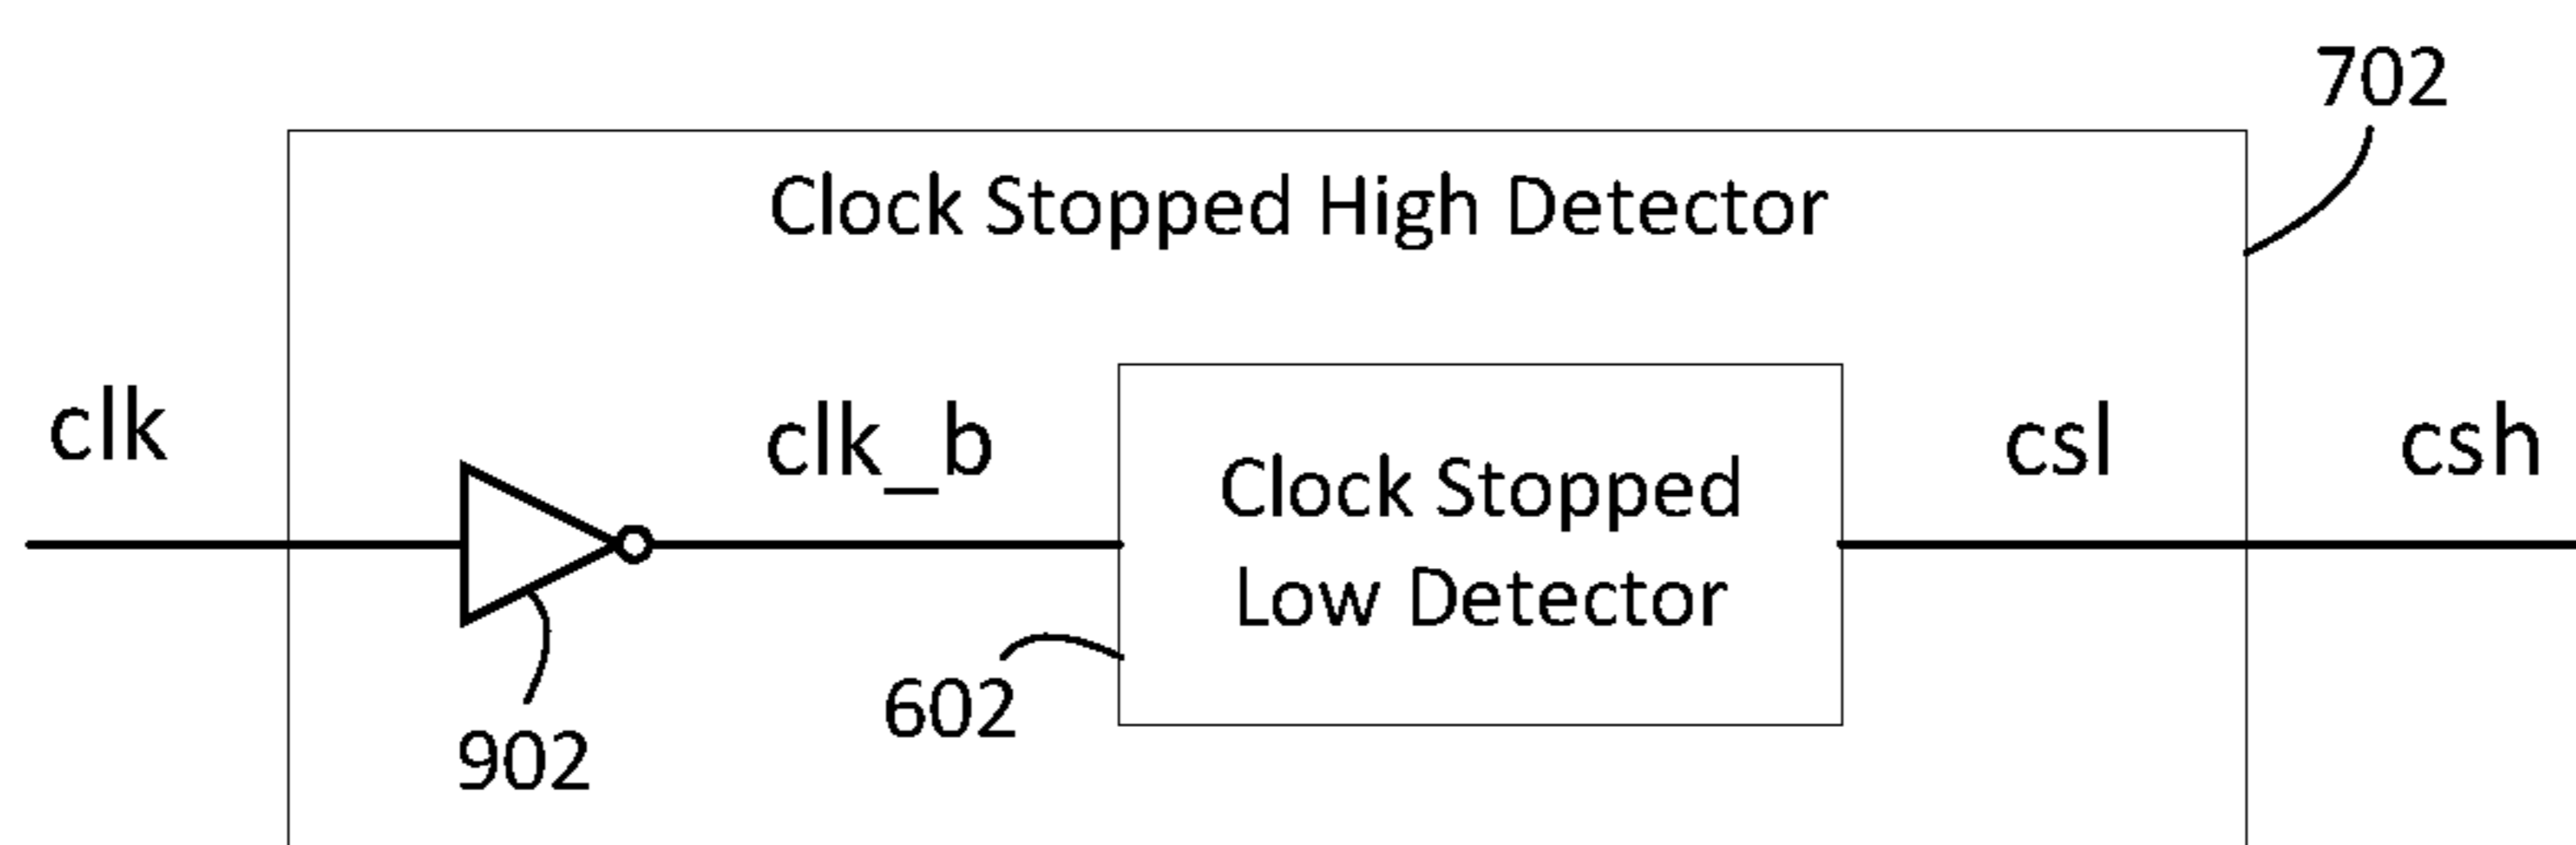 702
Clock Stopped High Detector
clk
clk_b
Clock Stopped
Low Detector
csl
csh
602
902